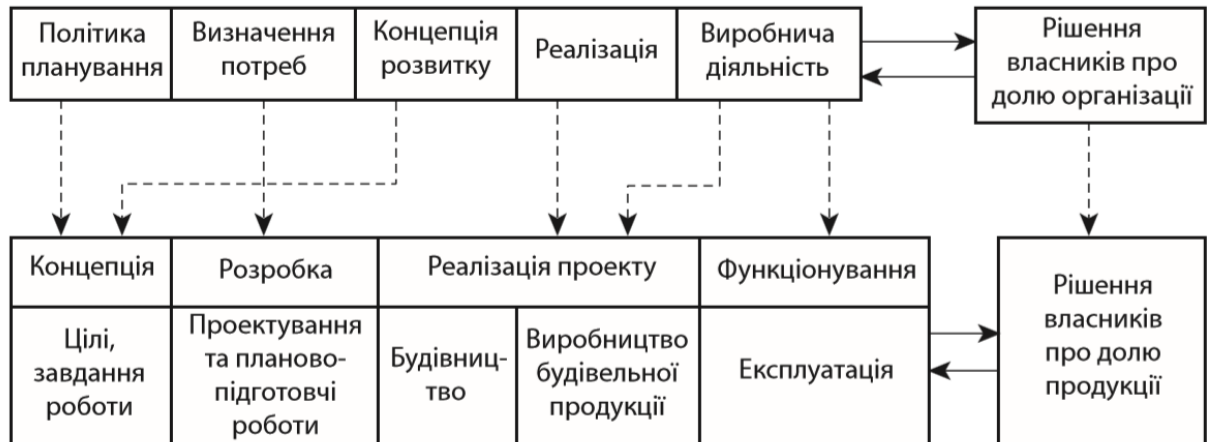 Політика
планування
Визначення
потреб
Концепція
розвитку
Реалізація
Виробнича
діяльність
Рішення
власників про
долю організації
Концепція
Розробка
Реалізація проекту
Функціонування
Цілі,
завдання
роботи
Проектування
та планово-
підготовчі
роботи
Будівниц-
тво
Виробництво
будівельної
продукції
Експлуатація
Рішення
власників
про долю
продукції